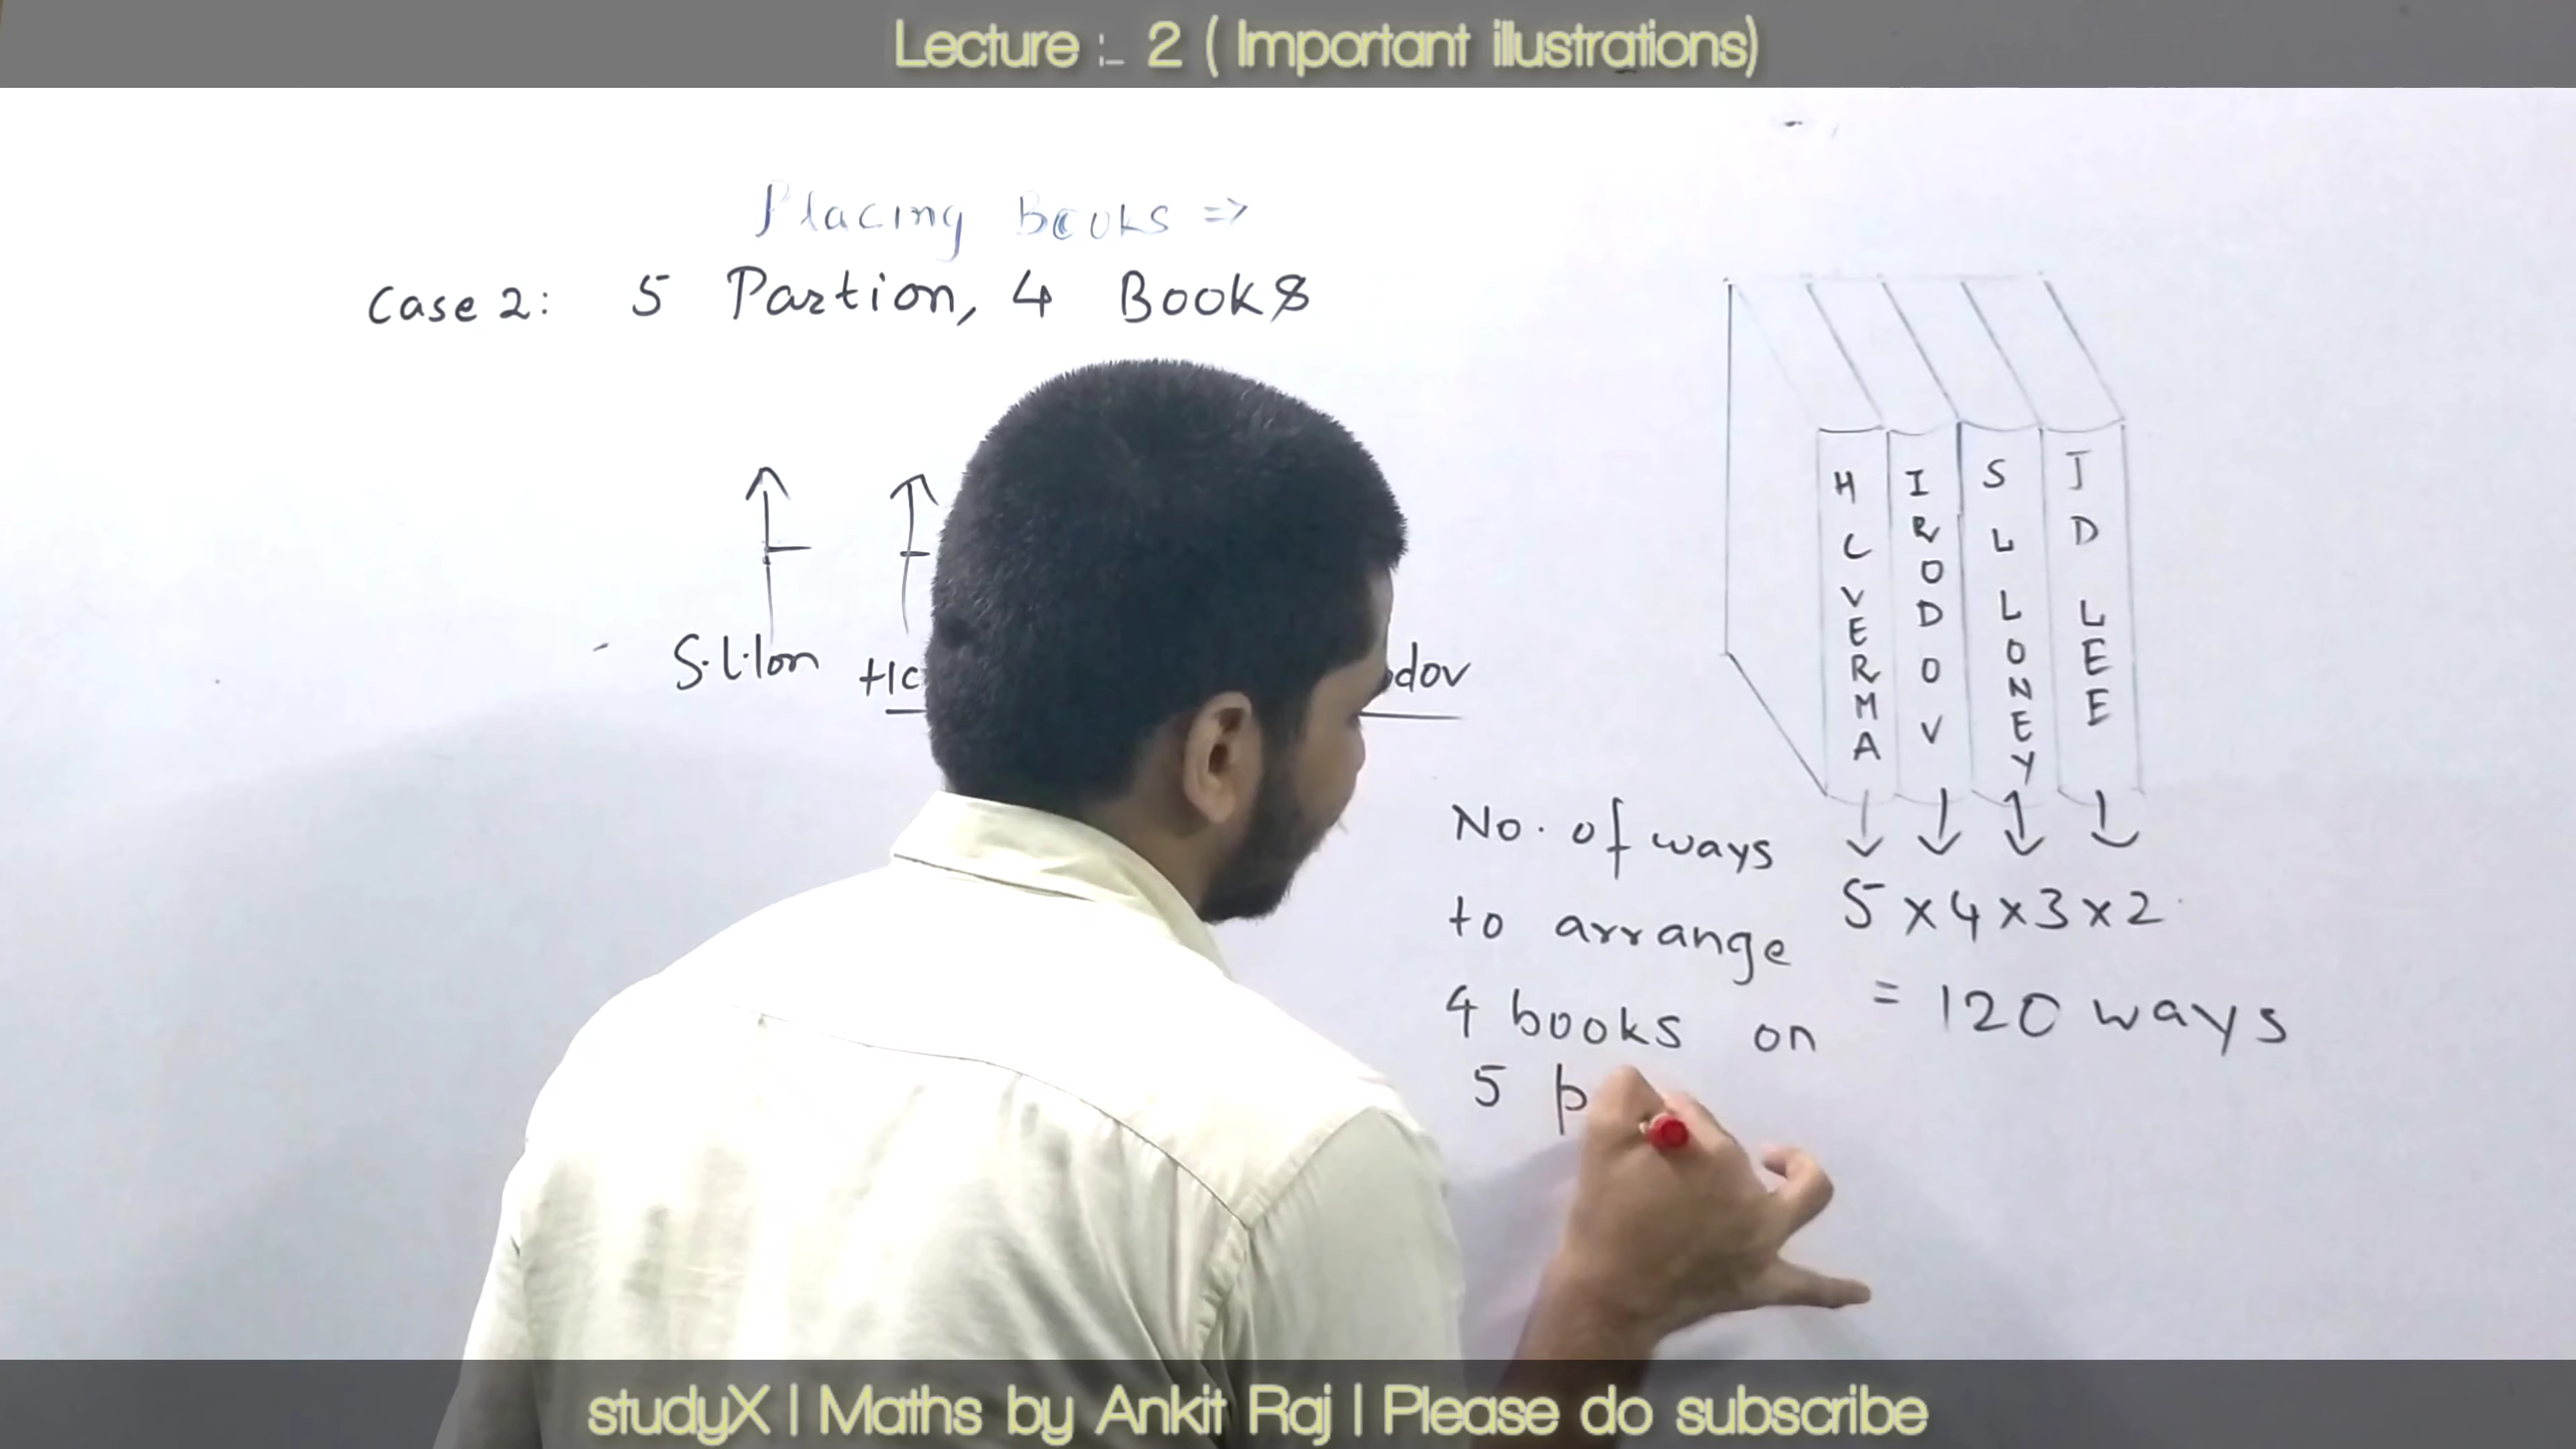 Lecture :- 2 ( Important illustrations)
Placing Books =>
Case 2: 5 Partion, 4 Books
S.L.lon
HC
dov
H C VERMA
IRODOV
S L LONEY
JD LEE
No. of ways
to arrange
4 books on
5 p
5 x 4 x 3 x 2
= 120 ways
studyX | Maths by Ankit Raj | Please do subscribe